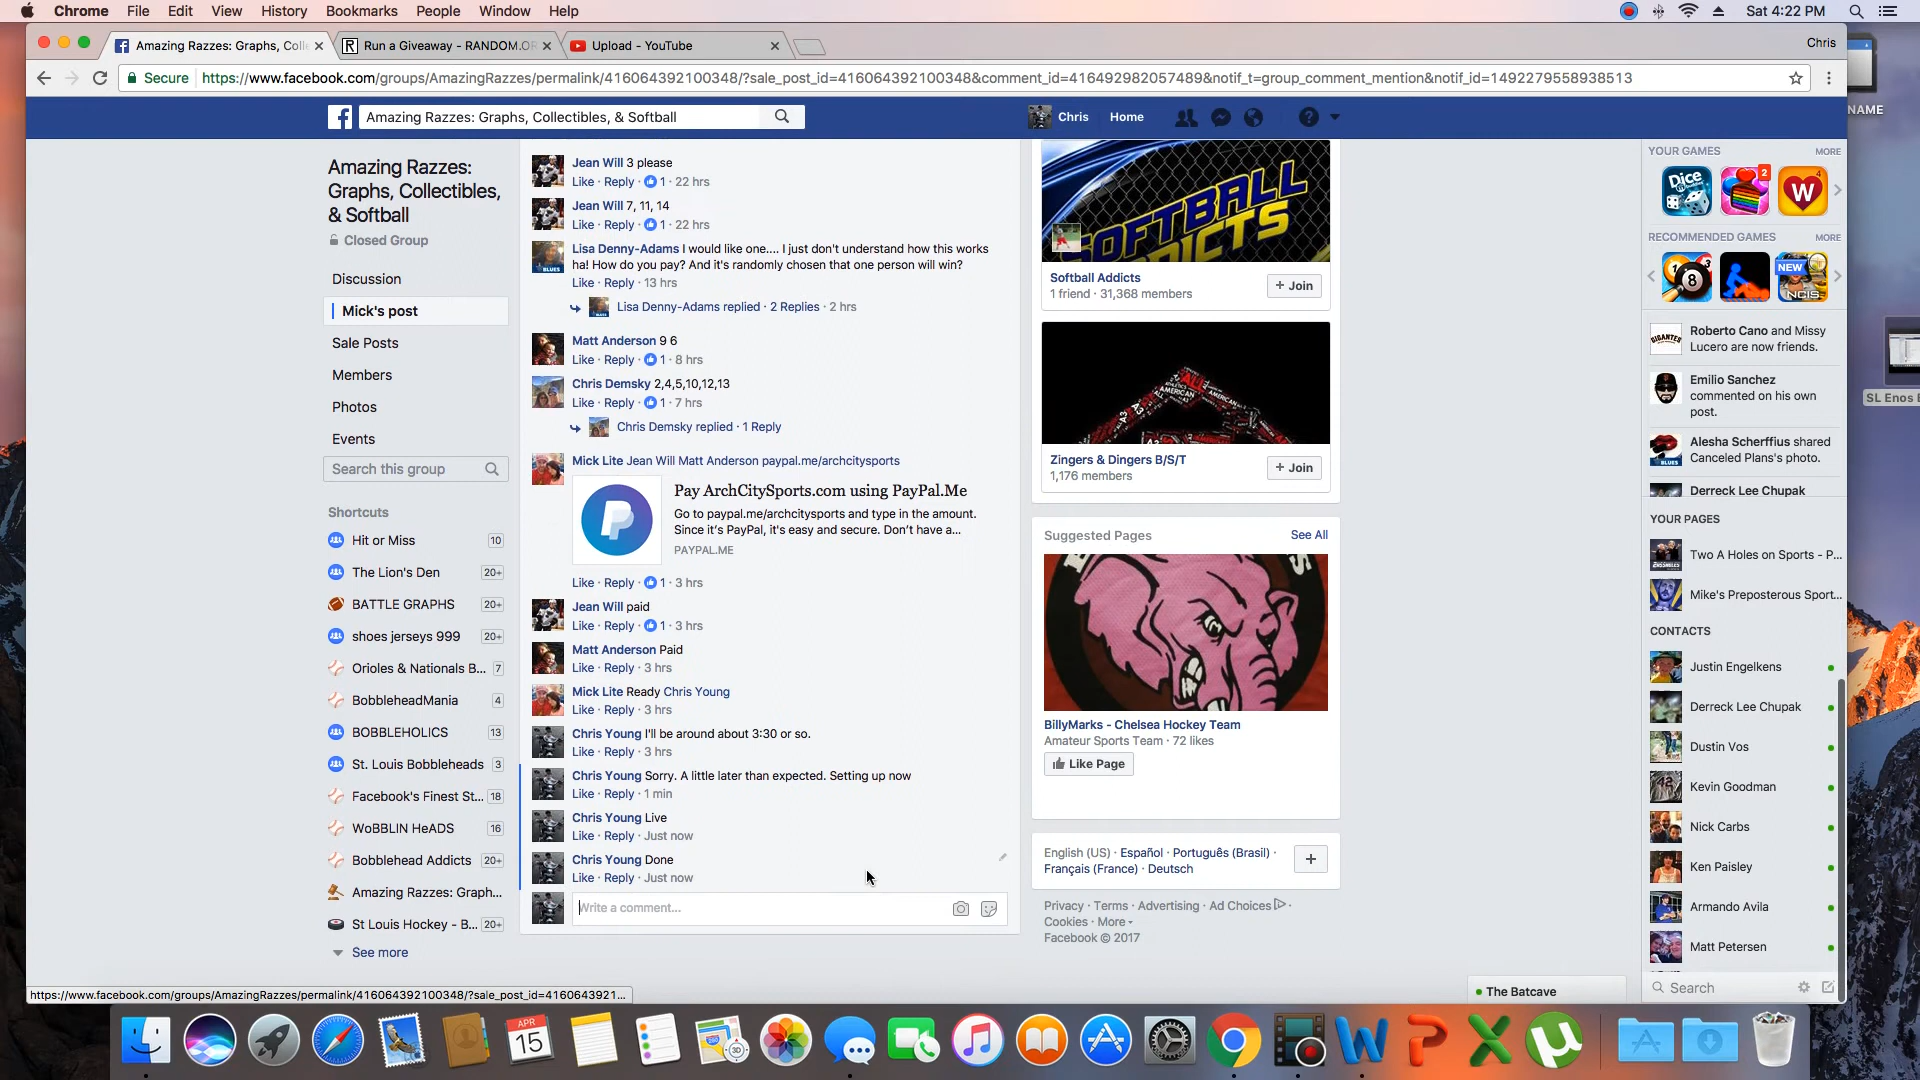 Chrome File Edit View History Bookmarks People Window Help
Sat 4:22 PM
Amazing Razzes: Graphs, Coll
Run a Giveaway - RANDOM.OR
Upload - YouTube
Chris
Secure https://www.facebook.com/groups/AmazingRazzes/permalink/416064392100348/?sale_post_id=416064392100348&comment_id=416492982057489&notif_t=group_comment_mention&notif_id=1492279558938513
NAME
Amazing Razzes: Graphs, Collectibles, & Softball
Chris Home
Amazing Razzes:
Graphs, Collectibles,
& Softball
Closed Group
Discussion
Mick's post
Sale Posts
Members
Photos
Events
Search this group
Shortcuts
Hit or Miss 10
The Lion's Den 20+
BATTLE GRAPHS 20+
shoes jerseys 999 20+
Orioles & Nationals B... 7
BobbleheadMania 4
BOBBLEHOLICS 13
St. Louis Bobbleheads 3
Facebook's Finest St... 18
WoBBLIN HeADS 16
Bobblehead Addicts 20+
Amazing Razzes: Graph...
St Louis Hockey - B... 20+
See more
Jean Will 3 please
Like · Reply · 1 · 22 hrs
Jean Will 7, 11, 14
Like · Reply · 1 · 22 hrs
Lisa Denny-Adams I would like one.... I just don't understand how this works
ha! How do you pay? And it's randomly chosen that one person will win?
Like · Reply · 13 hrs
Lisa Denny-Adams replied · 2 Replies · 2 hrs
Matt Anderson 9 6
Like · Reply · 1 · 8 hrs
Chris Demsky 2,4,5,10,12,13
Like · Reply · 1 · 7 hrs
Chris Demsky replied · 1 Reply
Mick Lite Jean Will Matt Anderson paypal.me/archcitysports
Pay ArchCitySports.com using PayPal.Me
Go to paypal.me/archcitysports and type in the amount.
Since it's PayPal, it's easy and secure. Don't have a...
PAYPAL.ME
Like · Reply · 1 · 3 hrs
Jean Will paid
Like · Reply · 1 · 3 hrs
Matt Anderson Paid
Like · Reply · 3 hrs
Mick Lite Ready Chris Young
Like · Reply · 3 hrs
Chris Young I'll be around about 3:30 or so.
Like · Reply · 3 hrs
Chris Young Sorry. A little later than expected. Setting up now
Like · Reply · 1 min
Chris Young Live
Like · Reply · Just now
Chris Young Done
Like · Reply · Just now
Write a comment...
SOFTBALL
ADDICTS
Softball Addicts
1 friend · 31,368 members
+ Join
Zingers & Dingers B/S/T
1,176 members
+ Join
Suggested Pages See All
BillyMarks - Chelsea Hockey Team
Amateur Sports Team · 72 likes
Like Page
English (US) · Español · Português (Brasil) ·
Français (France) · Deutsch
Privacy · Terms · Advertising · Ad Choices ·
Cookies · More
Facebook © 2017
YOUR GAMES MORE
Dice
2
W
4
RECOMMENDED GAMES MORE
8
NEW
NCIS
Roberto Cano and Missy
Lucero are now friends.
Emilio Sanchez
commented on his own
post.
Alesha Scherffius shared
Canceled Plans's photo.
Derreck Lee Chupak
YOUR PAGES
Two A Holes on Sports - P...
Mike's Preposterous Sport...
CONTACTS
Justin Engelkens
Derreck Lee Chupak
Dustin Vos
Kevin Goodman
Nick Carbs
Ken Paisley
Armando Avila
Matt Petersen
Search
The Batcave
SL Enos B
https://www.facebook.com/groups/AmazingRazzes/permalink/416064392100348/?sale_post_id=4160643921...
APR
15
3D